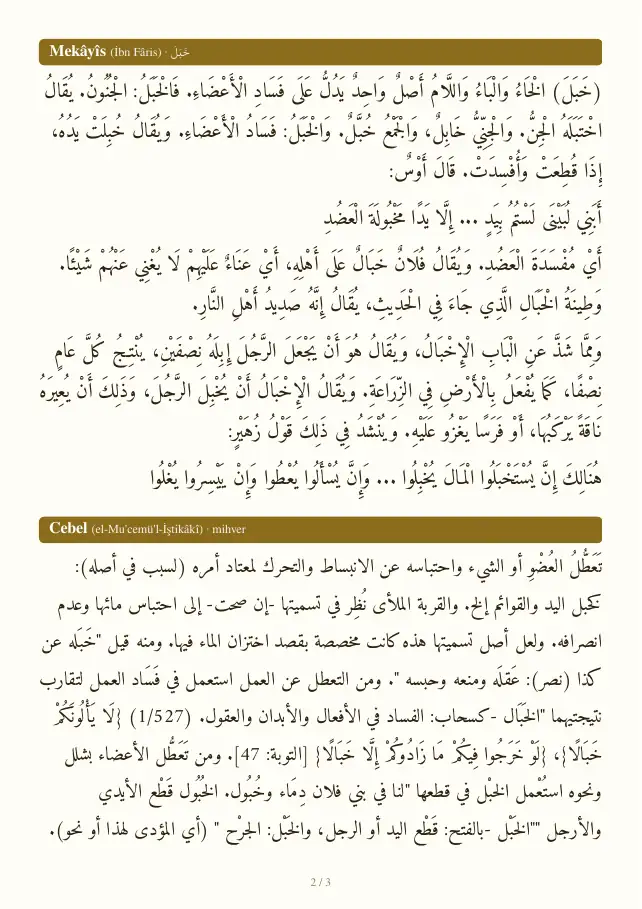 Mekâyîs (İbn Fâris) · خَبَلَ
(خَبَلَ) الْخَاءُ وَالْبَاءُ وَاللَّامُ أَصْلٌ وَاحِدٌ يَدُلُّ عَلَى فَسَادِ الْأَعْضَاءِ. فَالْخَبَلُ: الْجُنُونُ. يُقَالُ
اخْتَبَلَهُ الْجِنُّ. وَالْجِنِّيُّ خَابِلٌ، وَالْجَمْعُ خُبَّلٌ. وَالْخَبَلُ: فَسَادُ الْأَعْضَاءِ. وَيُقَالُ خُبِلَتْ يَدُهُ،
إِذَا قُطِعَتْ وَأُفْسِدَتْ. قَالَ أَوْسٌ:
أَبَنِي لُبَيْنَى لَسْتُمُ بِيَدٍ ... إِلَّا يَدًا مَخْبُولَةَ الْعَضُدِ
أَيْ مُفْسَدَةَ الْعَضُدِ. وَيُقَالُ فُلَانٌ خَبَالٌ عَلَى أَهْلِهِ، أَيْ عَنَاءٌ عَلَيْهِمْ لَا يُغْنِي عَنْهُمْ شَيْئًا.
وَطِينَةُ الْخَبَالِ الَّذِي جَاءَ فِي الْحَدِيثِ، يُقَالُ إِنَّهُ صَدِيدُ أَهْلِ النَّارِ.
وَمِمَّا شَذَّ عَنِ الْبَابِ الْإِخْبَالُ، وَيُقَالُ هُوَ أَنْ يَجْعَلَ الرَّجُلَ إِبِلَهُ نِصْفَيْنِ، يُنْتِجُ كُلَّ عَامٍ
نِصْفًا، كَمَا يُفْعَلُ بِالْأَرْضِ فِي الزِّرَاعَةِ. وَيُقَالُ الْإِخْبَالُ أَنْ يُخْبِلَ الرَّجُلَ، وَذَلِكَ أَنْ يُعِيرَهُ
نَاقَةً يَرْكَبُهَا، أَوْ فَرَسًا يَغْزُو عَلَيْهِ. وَيُنْشَدُ فِي ذَلِكَ قَوْلُ زُهَيْرٍ:
هُنَالِكَ إِنْ يُسْتَخْبَلُوا الْمَالَ يُخْبِلُوا ... وَإِنْ يُسْأَلُوا يُعْطُوا وَإِنْ يَيْسِرُوا يُغْلُوا
Cebel (el-Mu'cemü'l-İştikâkî) · mihver
تَعَطُّلُ العُضْوِ أو الشيء واحتباسه عن الانبساط والتحرك لمعتاد أمره (لسبب في أصله):
كخبل اليد والقوائم إلخ. والقربة الملأى نُظِر في تسميتها -إن صحت- إلى احتباس مائها وعدم
انصرافه. ولعل أصل تسميتها هذه كانت مخصصة بقصد اختزان الماء فيها. ومنه قيل "خَبَله عن
كذا (نصر): عَقلَه ومنعه وحبسه ". ومن التعطل عن العمل استعمل في فَسَاد العمل لتقارب
نتيجتيهما "الخَبَال -كسحاب: الفساد في الأفعال والأبدان والعقول. (1/527) {لَا يَأْلُونَكُمْ
خَبَالًا}، {لَوْ خَرَجُوا فِيكُمْ مَا زَادُوكُمْ إِلَّا خَبَالًا} [التوبة: 47]. ومن تَعَطُّل الأعضاء بشلل
ونحوه استُعْمل الخبْل في قطعها "لنا في بني فلان دِمَاء وخُبُول. الخُبُول قَطْع الأيدي
والأرجل ""الخَبْل -بالفتح: قَطْع اليد أو الرجل، والخَبْل: الجرْح " (أي المؤدى لهذا أو نحو).
2 / 3